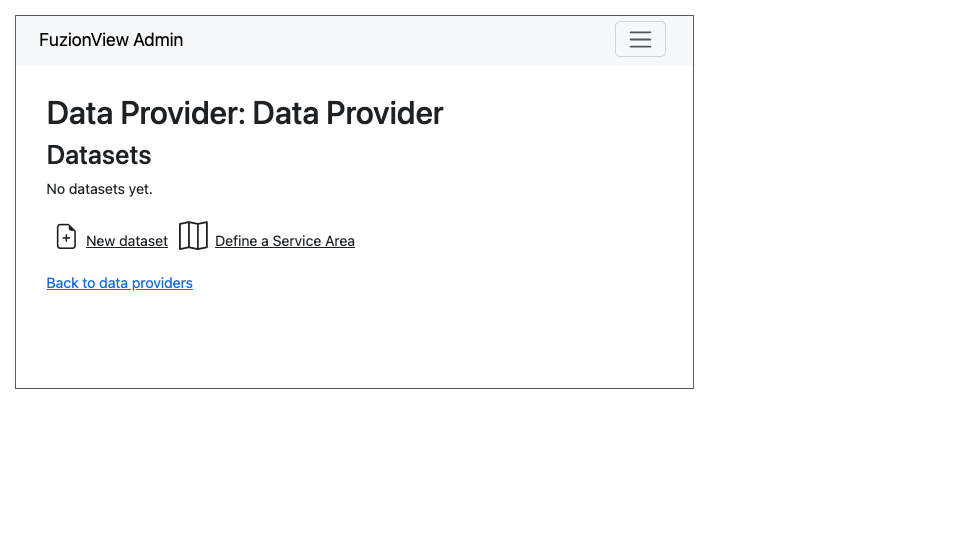 FuzionView Admin
Data Provider: Data Provider
Datasets
No datasets yet.
New dataset Define a Service Area
Back to data providers